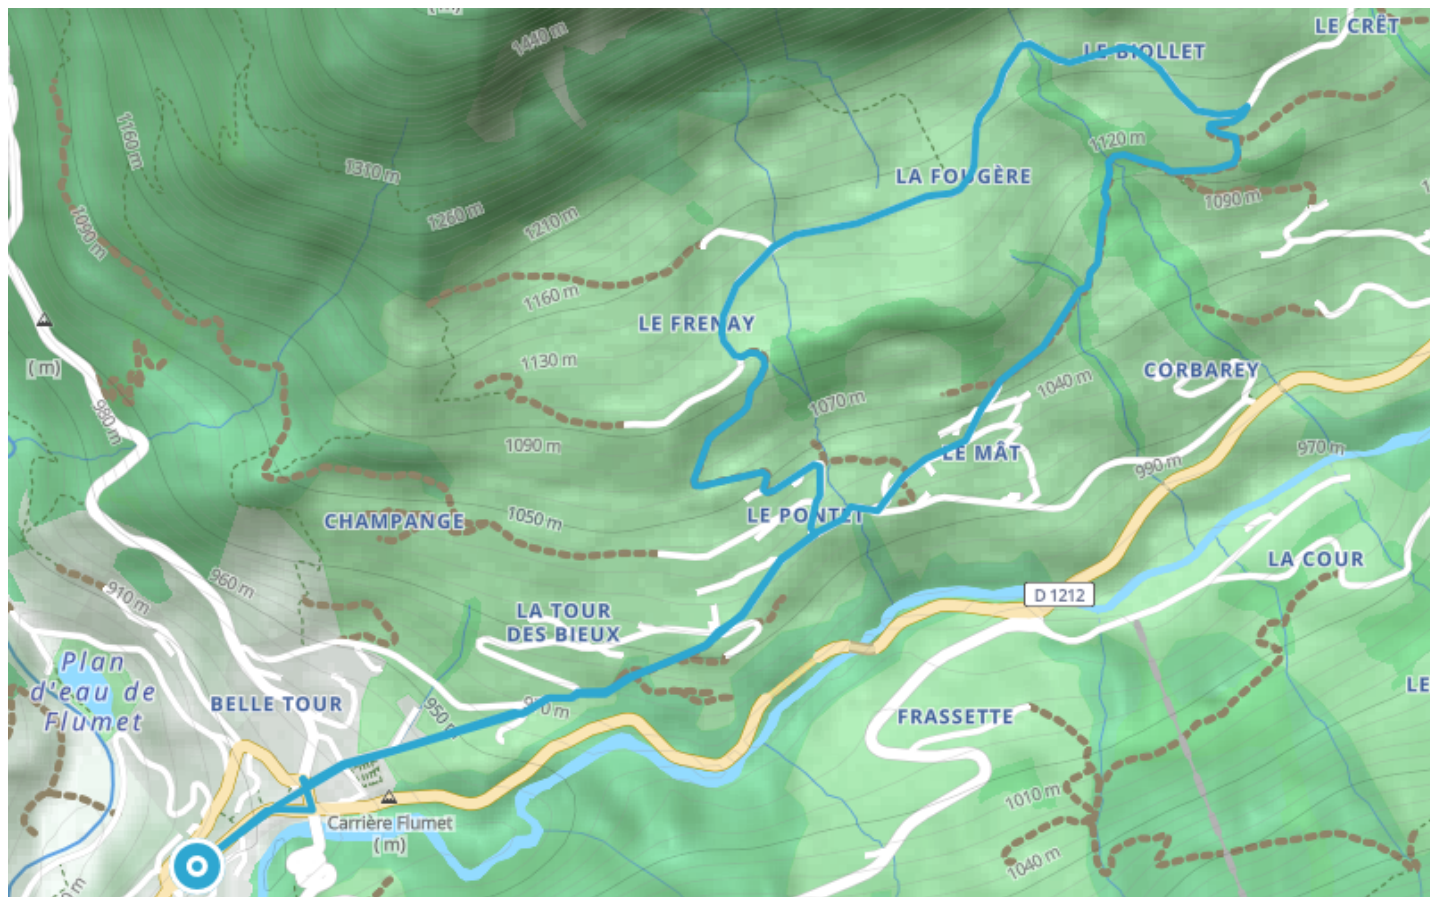 LE CRÊT
1440 m
LE BIOLLET
1160 m
1120 m
1310 m
LA FOUGÈRE
1090 m
1260 m
1210 m
1090 m
1160 m
LE FRENAY
( m)
1130 m
CORBAREY
1040 m
1070 m
980 m
1090 m
LE MÂT
970 m
990 m
CHAMPANGE
1050 m
LE PONTET
LA COUR
960 m
910 m
D 1212
LA TOUR
DES BIEUX
Plan
d'eau de
Flumet
BELLE TOUR
950 m
970 m
FRASSETTE
LE
1010 m
Carrière Flumet
( m)
1040 m